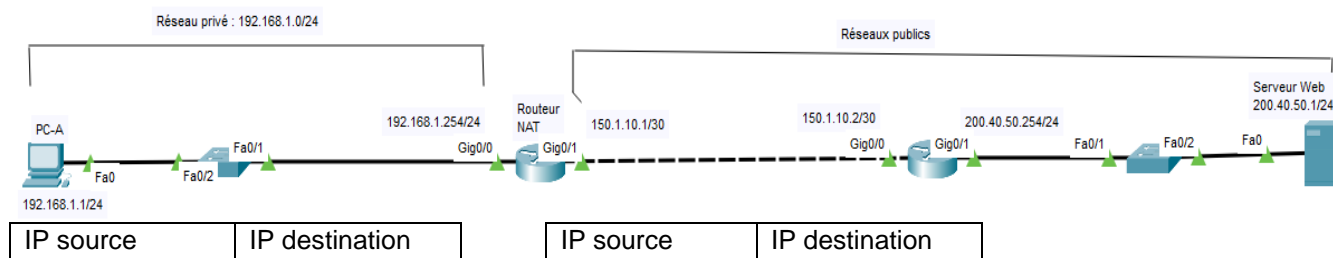 Réseau privé : 192.168.1.0/24
Réseaux publics
Serveur Web
200.40.50.1/24
Routeur
NAT
PC-A
192.168.1.254/24
150.1.10.1/30
150.1.10.2/30
200.40.50.254/24
Fa0/1
Gig0/0
Gig0/1
Gig0/0
Gig0/1
Fa0/1
Fa0/2
Fa0
Fa0
Fa0/2
192.168.1.1/24
IP source
IP destination
IP source
IP destination